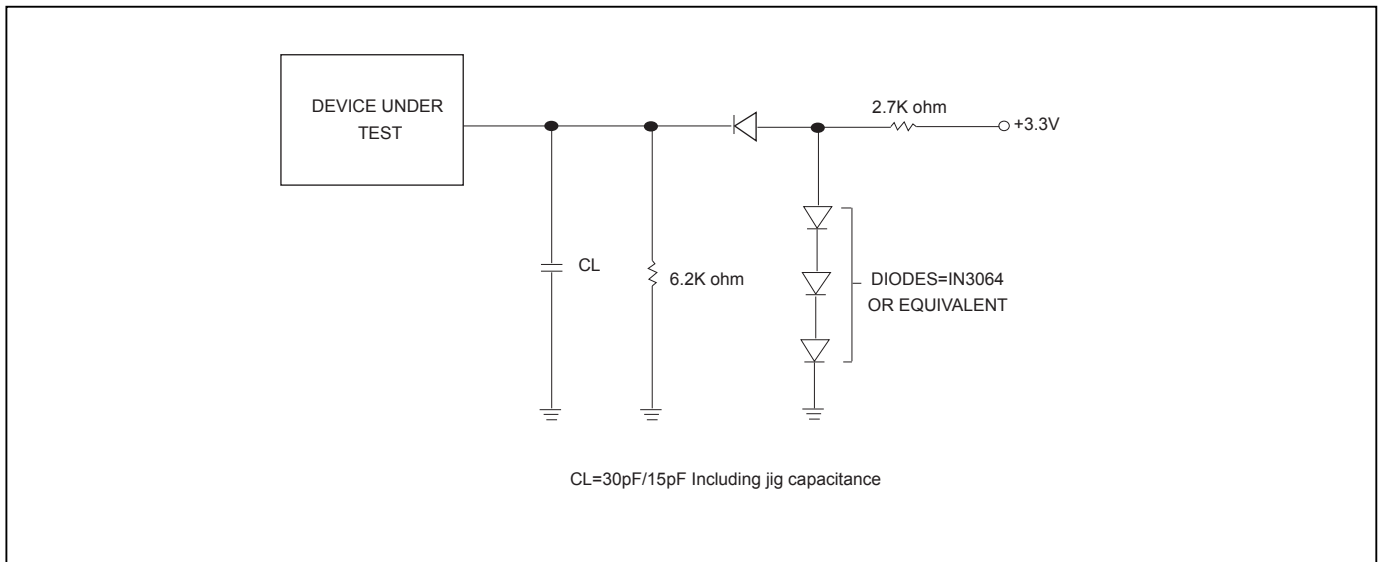 DEVICE UNDER
TEST
2.7K ohm
+3.3V
CL
6.2K ohm
DIODES=IN3064
OR EQUIVALENT
CL=30pF/15pF Including jig capacitance